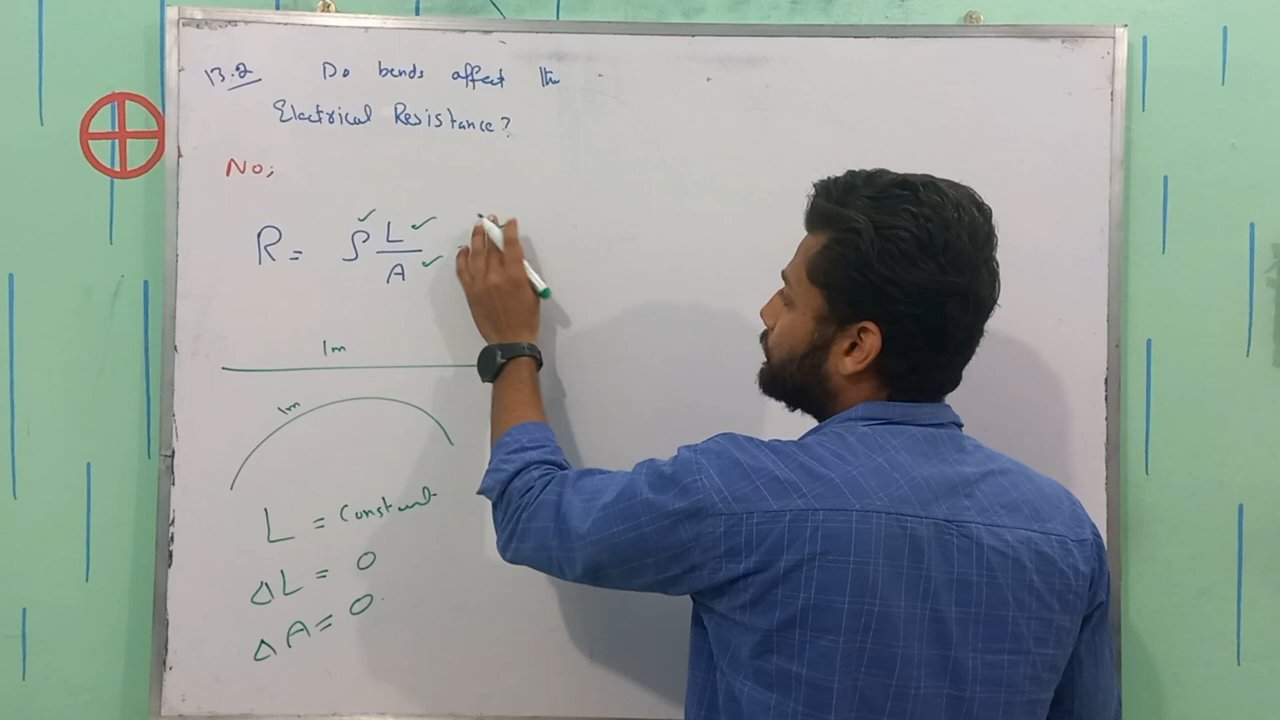 13.2 Do bends affect the
Electrical Resistance?
No;
R = ρ L / A
1m
1m
L = Constant
ΔL = 0
ΔA = 0